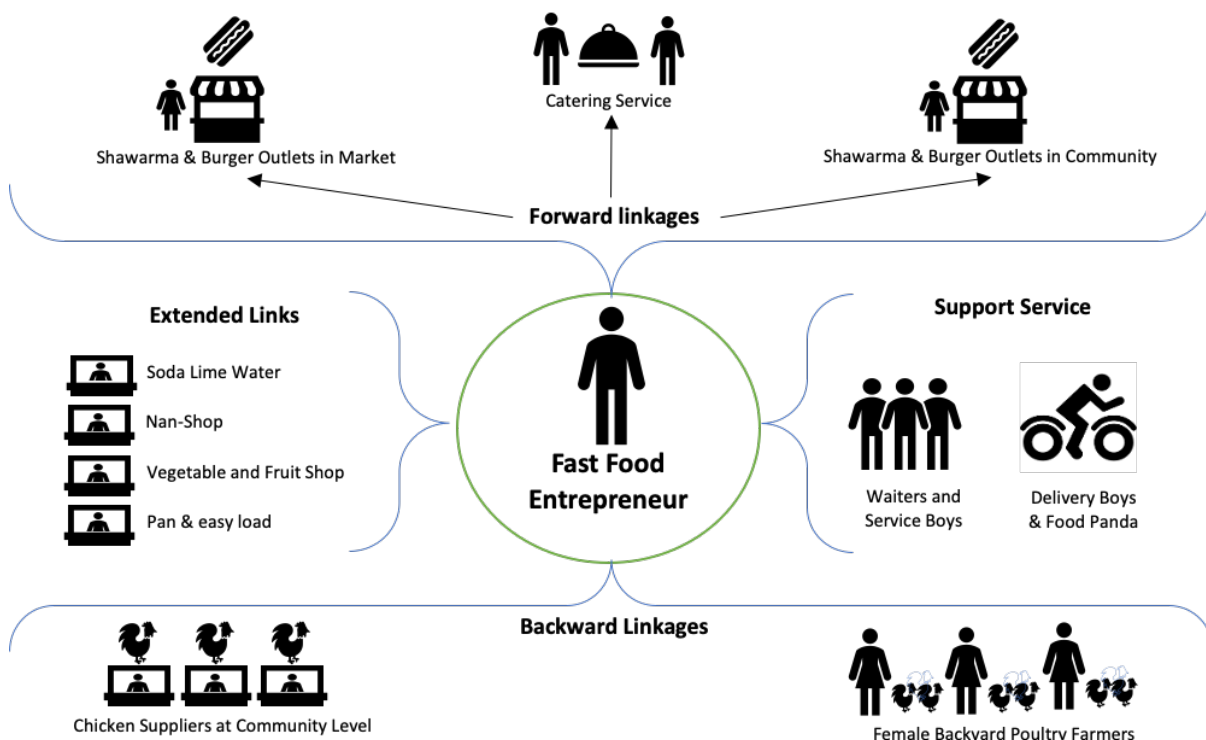 Catering Service
Shawarma & Burger Outlets in Market
Shawarma & Burger Outlets in Community
Forward linkages
Extended Links
Soda Lime Water
Nan-Shop
Vegetable and Fruit Shop
Pan & easy load
Fast Food
Entrepreneur
Support Service
Waiters and
Service Boys
Delivery Boys
& Food Panda
Backward Linkages
Chicken Suppliers at Community Level
Female Backyard Poultry Farmers